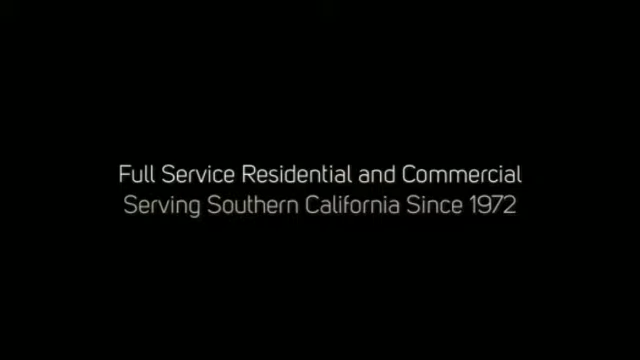 Full Service Residential and Commercial
Serving Southern California Since 1972